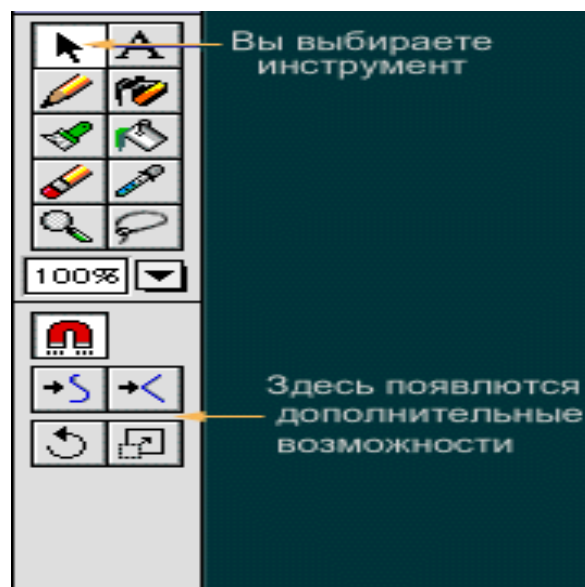 A
Вы выбираете
инструмент
100%
Здесь появлются
дополнительные
возможности